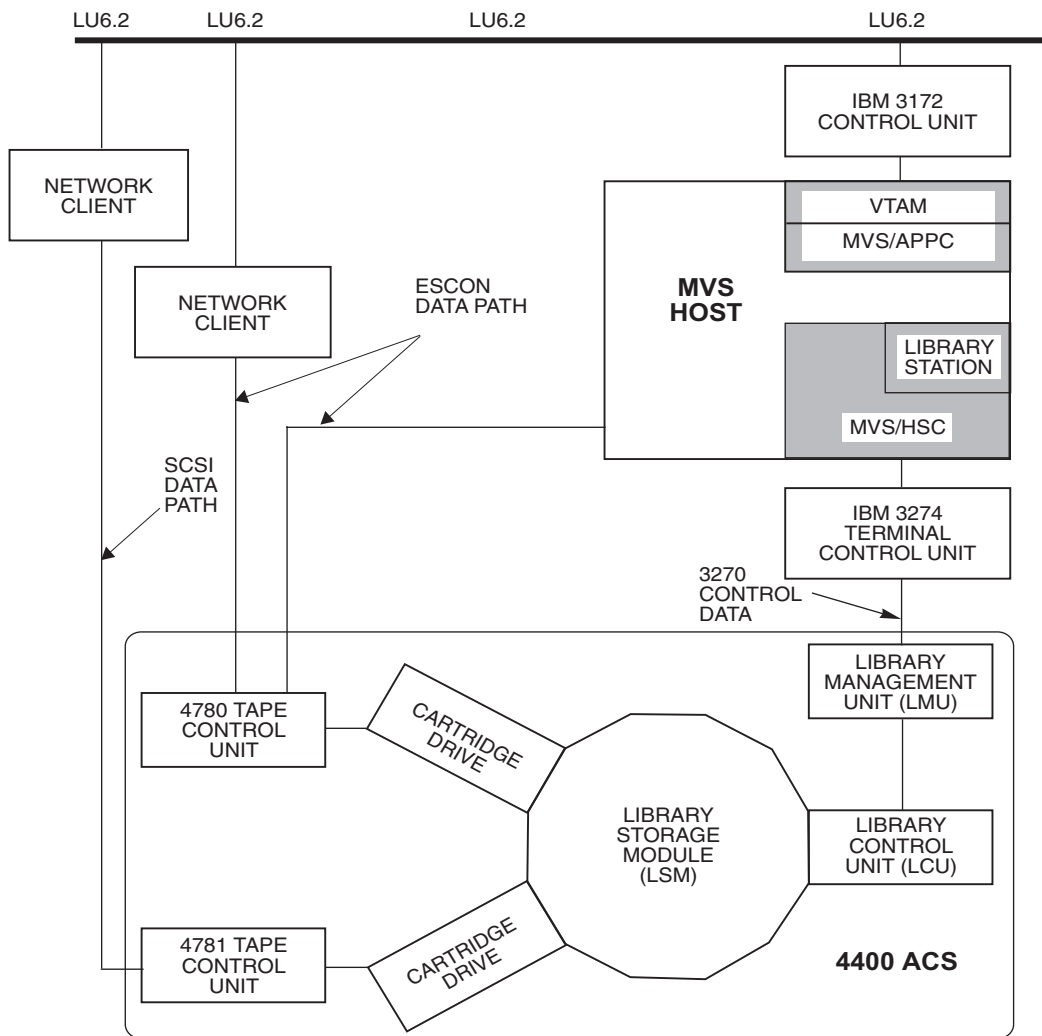 LU6.2
LU6.2
LU6.2
LU6.2
IBM 3172
CONTROL UNIT
NETWORK
CLIENT
VTAM
MVS/APPC
MVS
HOST
NETWORK
CLIENT
ESCON
DATA PATH
LIBRARY
STATION
MVS/HSC
SCSI
DATA
PATH
IBM 3274
TERMINAL
CONTROL UNIT
3270
CONTROL
DATA
LIBRARY
MANAGEMENT
UNIT (LMU)
4780 TAPE
CONTROL
UNIT
CARTRIDGE
DRIVE
LIBRARY
STORAGE
MODULE
(LSM)
LIBRARY
CONTROL
UNIT (LCU)
4781 TAPE
CONTROL
UNIT
CARTRIDGE
DRIVE
4400 ACS